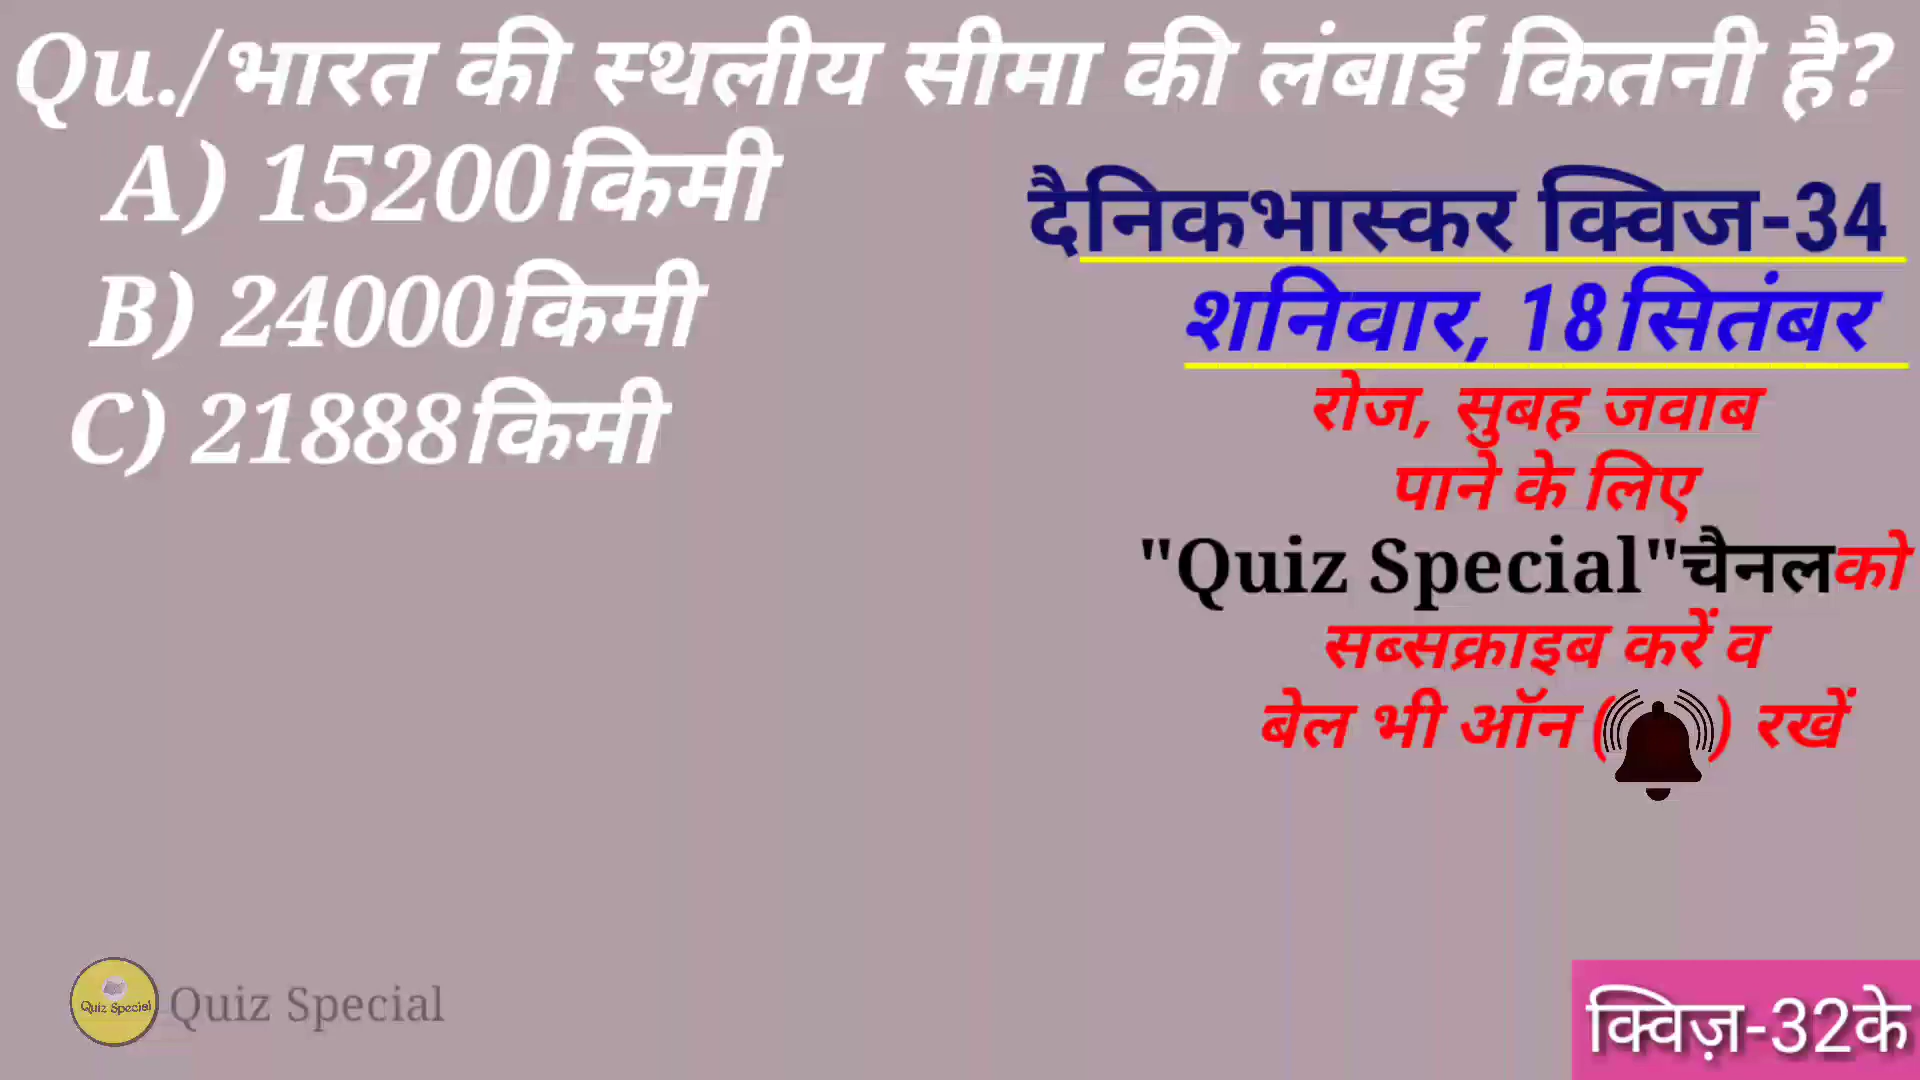 Qu./भारत की स्थलीय सीमा की लंबाई कितनी है?
A) 15200किमी
B) 24000किमी
C) 21888किमी
दैनिकभास्कर क्विज-34
शनिवार, 18सितंबर
रोज, सुबह जवाब
पाने के लिए
"Quiz Special"चैनलको
सब्सक्राइब करें व
बेल भी ऑन ( ) रखें
Quiz Special
Quiz Special
क्विज़-32के